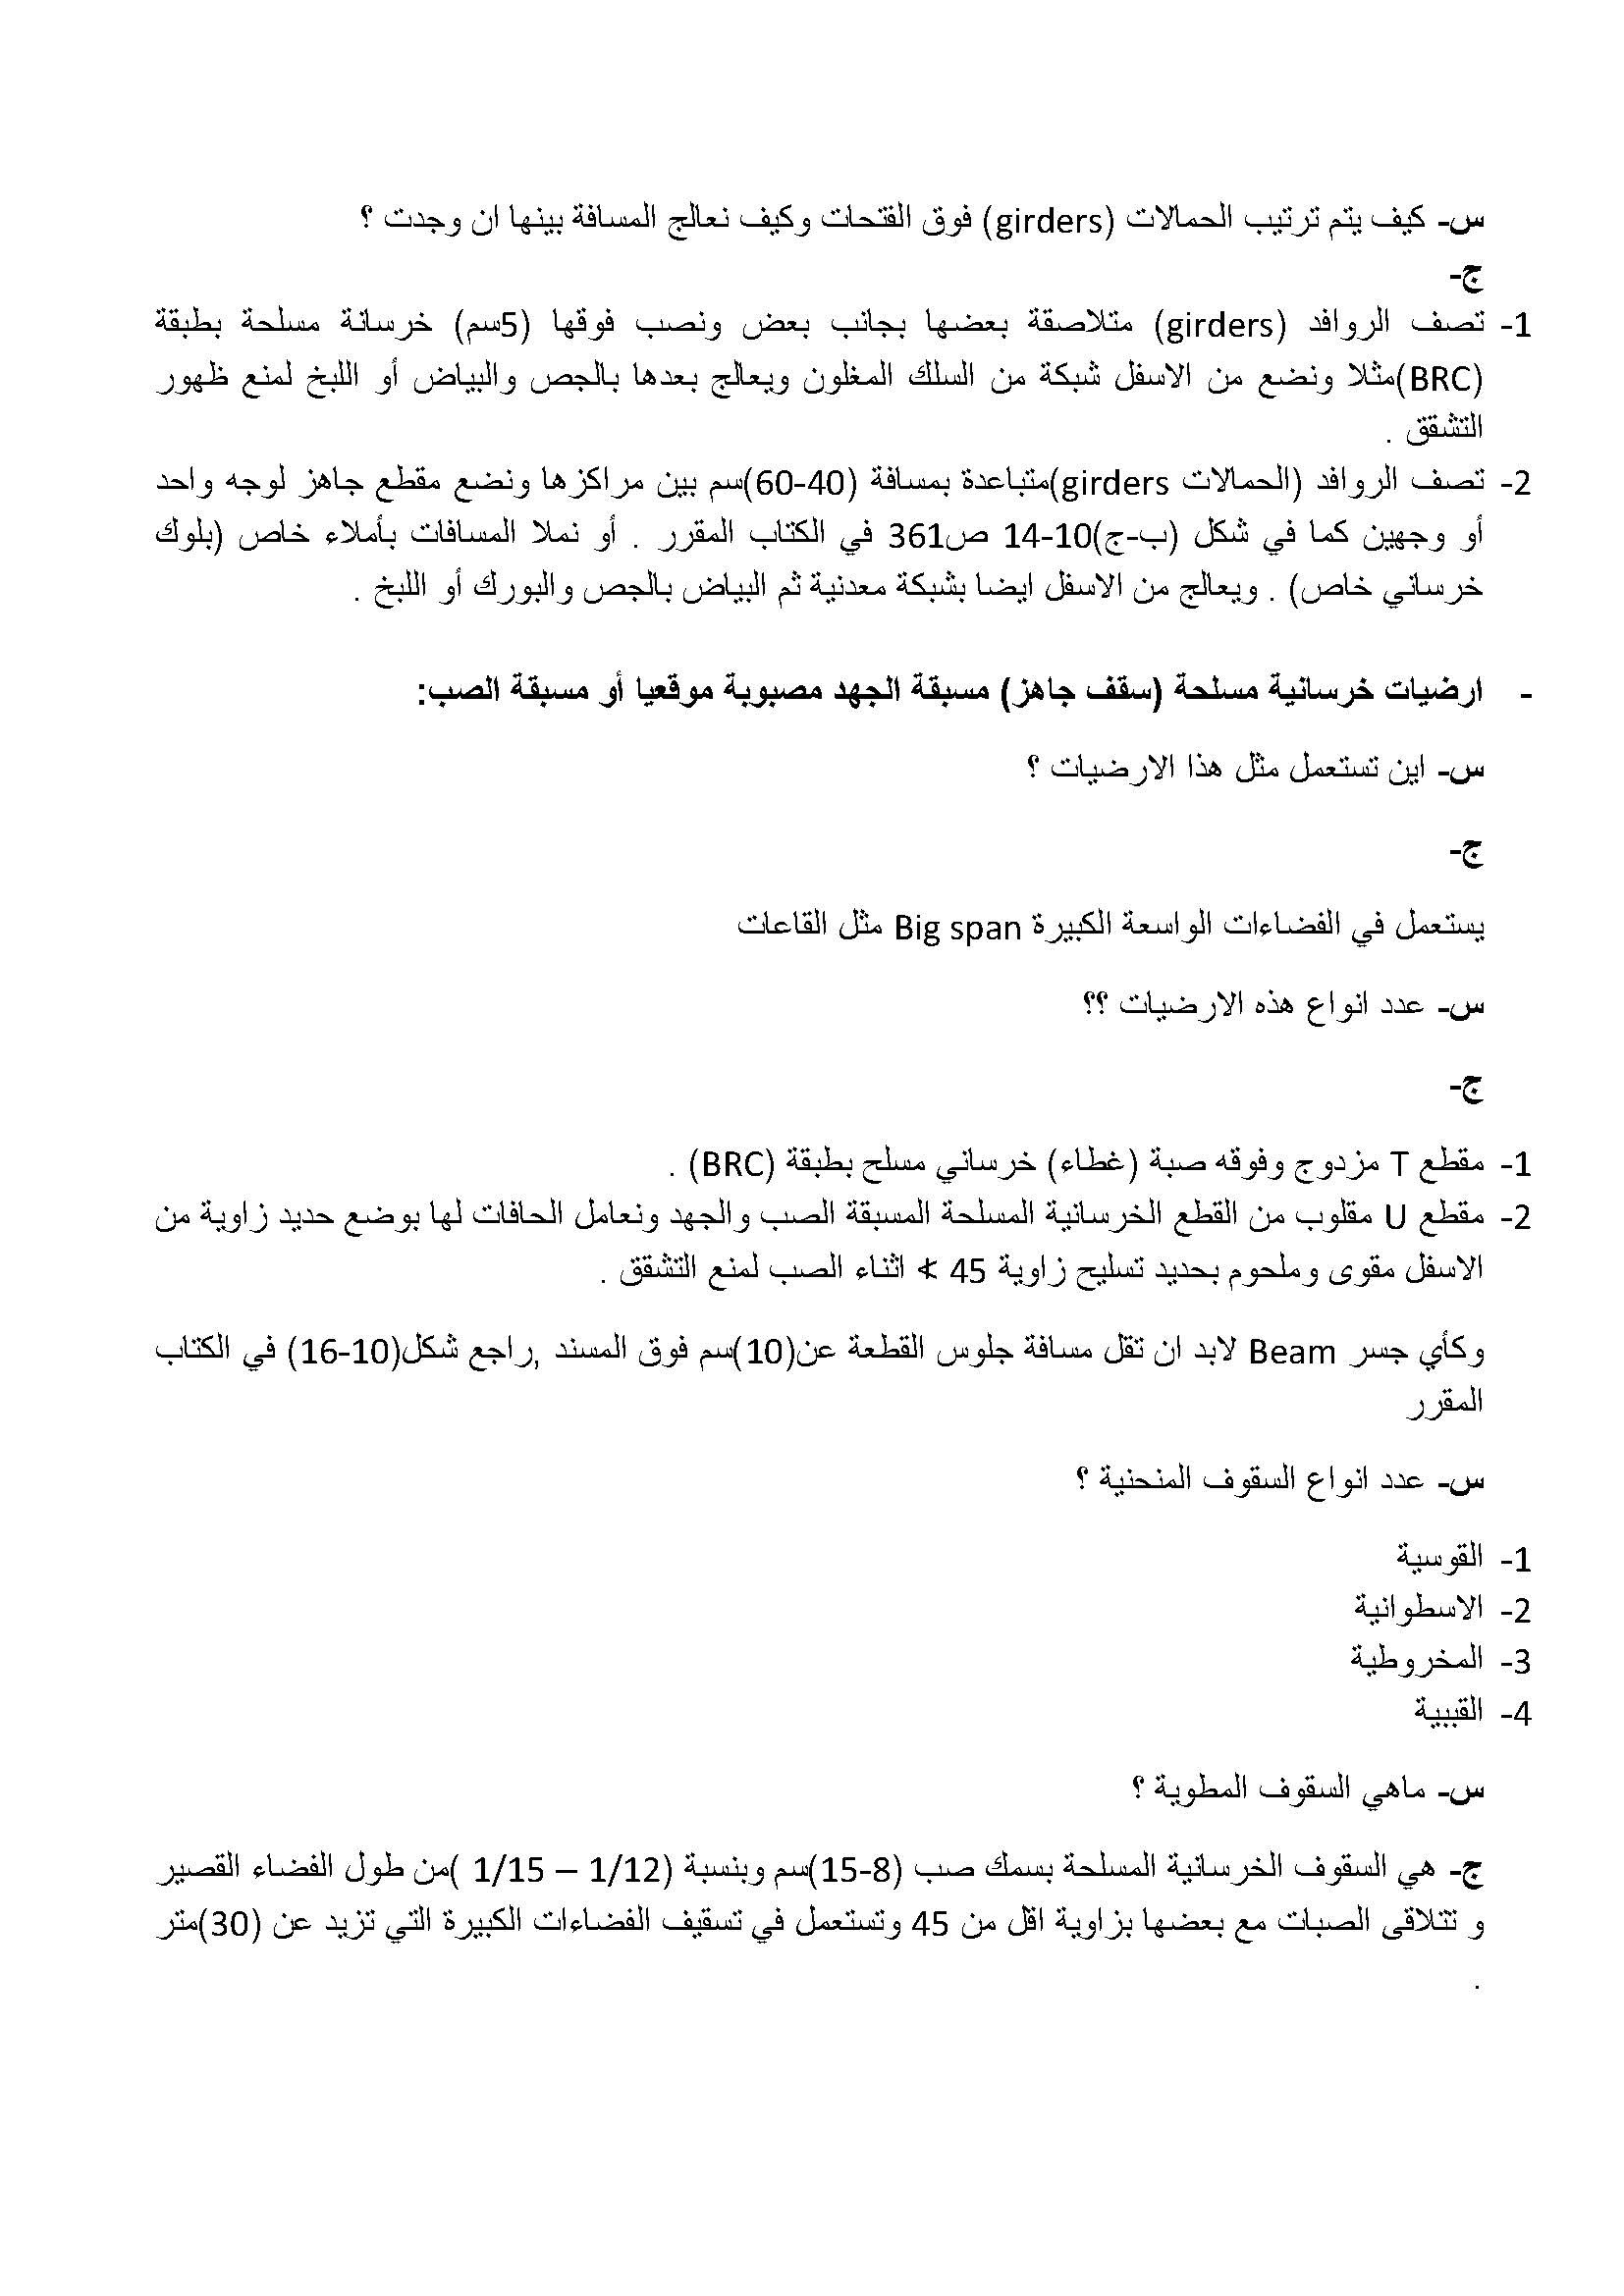 س- كيف يتم ترتيب الحمالات (girders) فوق الفتحات وكيف نعالج المسافة بينها ان وجدت ؟
ج-
1- تصف الروافد (girders) متلاصقة بعضها بجانب بعض ونصب فوقها (5سم) خرسانة مسلحة بطبقة
(BRC)مثلا ونضع من الاسفل شبكة من السلك المغلون ويعالج بعدها بالجص والبياض أو اللبخ لمنع ظهور
التشقق .
2- تصف الروافد (الحمالات girders)متباعدة بمسافة (40-60)سم بين مراكزها ونضع مقطع جاهز لوجه واحد
أو وجهين كما في شكل (ب-ج)10-14 ص361 في الكتاب المقرر . أو نملا المسافات بأملاء خاص (بلوك
خرساني خاص) . ويعالج من الاسفل ايضا بشبكة معدنية ثم البياض بالجص والبورك أو اللبخ .
- ارضيات خرسانية مسلحة (سقف جاهز) مسبقة الجهد مصبوبة موقعيا أو مسبقة الصب:
س- اين تستعمل مثل هذا الارضيات ؟
ج-
يستعمل في الفضاءات الواسعة الكبيرة Big span مثل القاعات
س- عدد انواع هذه الارضيات ؟؟
ج-
1- مقطع T مزدوج وفوقه صبة (غطاء) خرساني مسلح بطبقة (BRC) .
2- مقطع U مقلوب من القطع الخرسانية المسلحة المسبقة الصب والجهد ونعامل الحافات لها بوضع حديد زاوية من
الاسفل مقوى وملحوم بحديد تسليح زاوية 45 ∢ اثناء الصب لمنع التشقق .
وكأي جسر Beam لابد ان تقل مسافة جلوس القطعة عن(10)سم فوق المسند ,راجع شكل(10-16) في الكتاب
المقرر
س- عدد انواع السقوف المنحنية ؟
1- القوسية
2- الاسطوانية
3- المخروطية
4- القببية
س- ماهي السقوف المطوية ؟
ج- هي السقوف الخرسانية المسلحة بسمك صب (8-15)سم وبنسبة (1/12 – 1/15 )من طول الفضاء القصير
و تتلاقى الصبات مع بعضها بزاوية اقل من 45 وتستعمل في تسقيف الفضاءات الكبيرة التي تزيد عن (30)متر
.